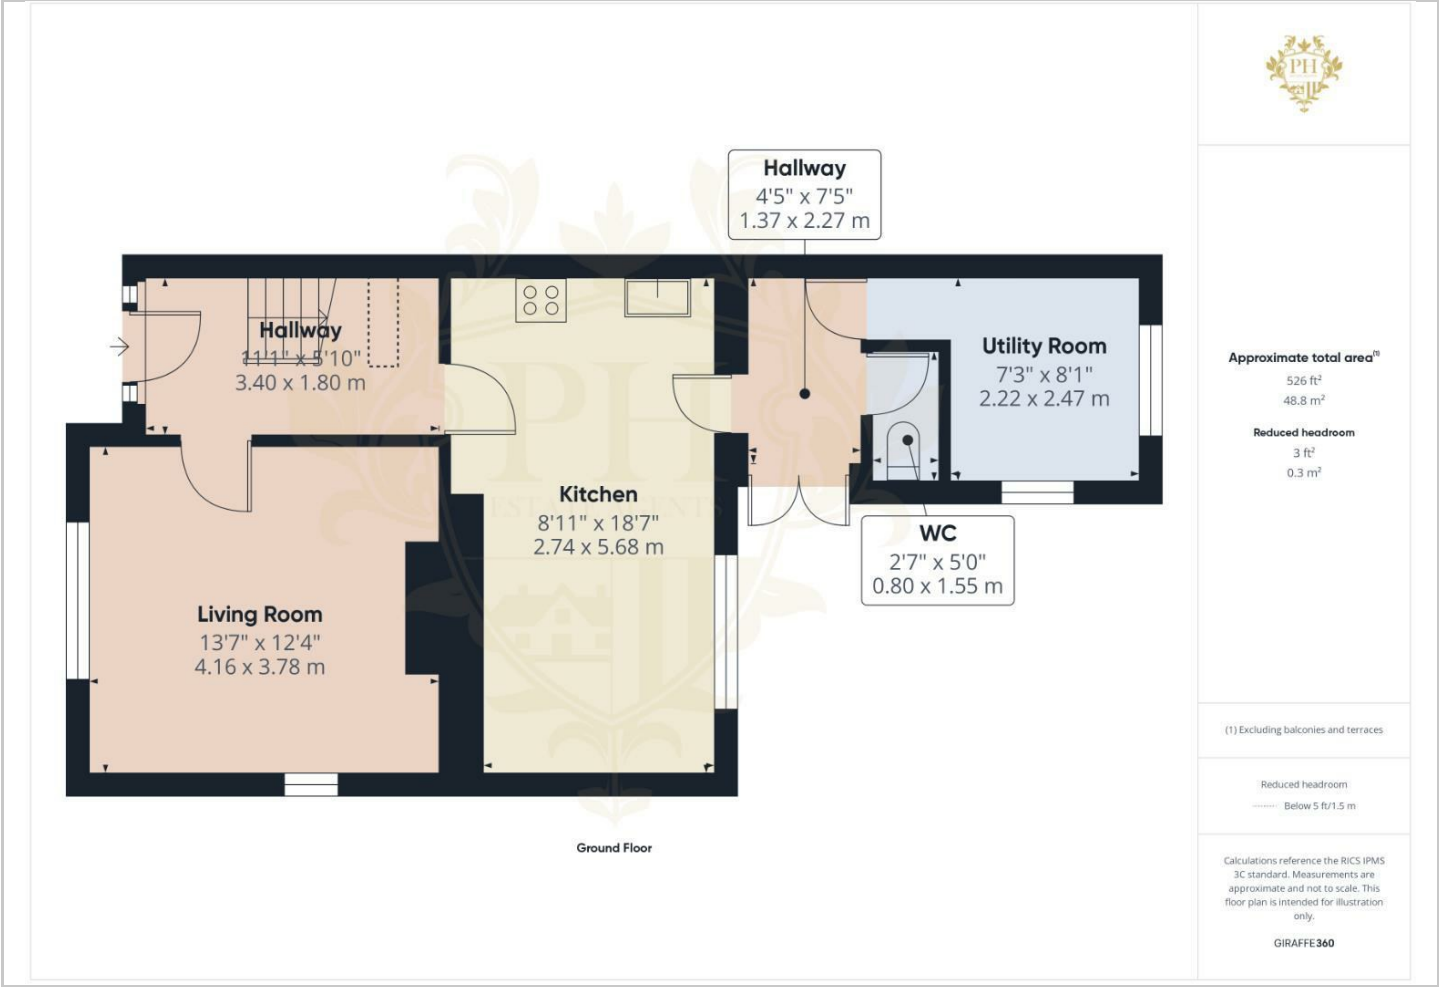 PH
Hallway
4'5" x 7'5"
1.37 x 2.27 m
Hallway
11'1" x 5'10"
3.40 x 1.80 m
Utility Room
7'3" x 8'1"
2.22 x 2.47 m
Kitchen
8'11" x 18'7"
2.74 x 5.68 m
WC
2'7" x 5'0"
0.80 x 1.55 m
Living Room
13'7" x 12'4"
4.16 x 3.78 m
PH
ESTATE AGENTS
Ground Floor
Approximate total area(1)
526 ft²
48.8 m²
Reduced headroom
3 ft²
0.3 m²
(1) Excluding balconies and terraces
Reduced headroom
Below 5 ft/1.5 m
Calculations reference the RICS IPMS
3C standard. Measurements are
approximate and not to scale. This
floor plan is intended for illustration
only.
GIRAFFE360